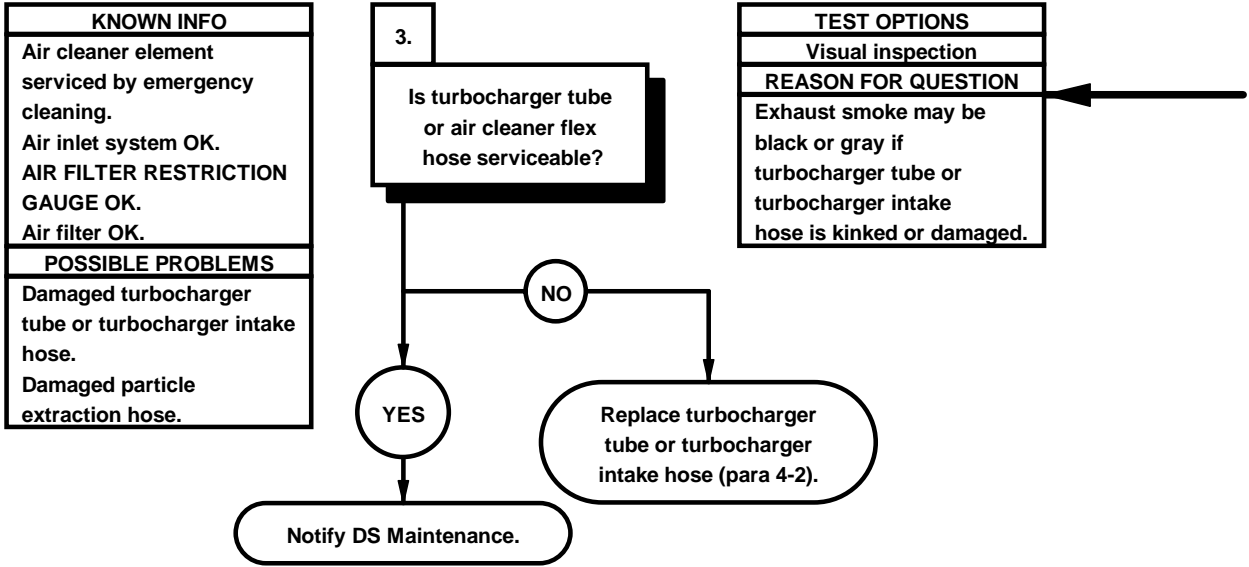 KNOWN INFO
Air cleaner element
serviced by emergency
cleaning.
Air inlet system OK.
AIR FILTER RESTRICTION
GAUGE OK.
Air filter OK.
POSSIBLE PROBLEMS
Damaged turbocharger
tube or turbocharger intake
hose.
Damaged particle
extraction hose.
3.
Is turbocharger tube
or air cleaner flex
hose serviceable?
TEST OPTIONS
Visual inspection
REASON FOR QUESTION
Exhaust smoke may be
black or gray if
turbocharger tube or
turbocharger intake
hose is kinked or damaged.
NO
YES
Replace turbocharger
tube or turbocharger
intake hose (para 4-2).
Notify DS Maintenance.